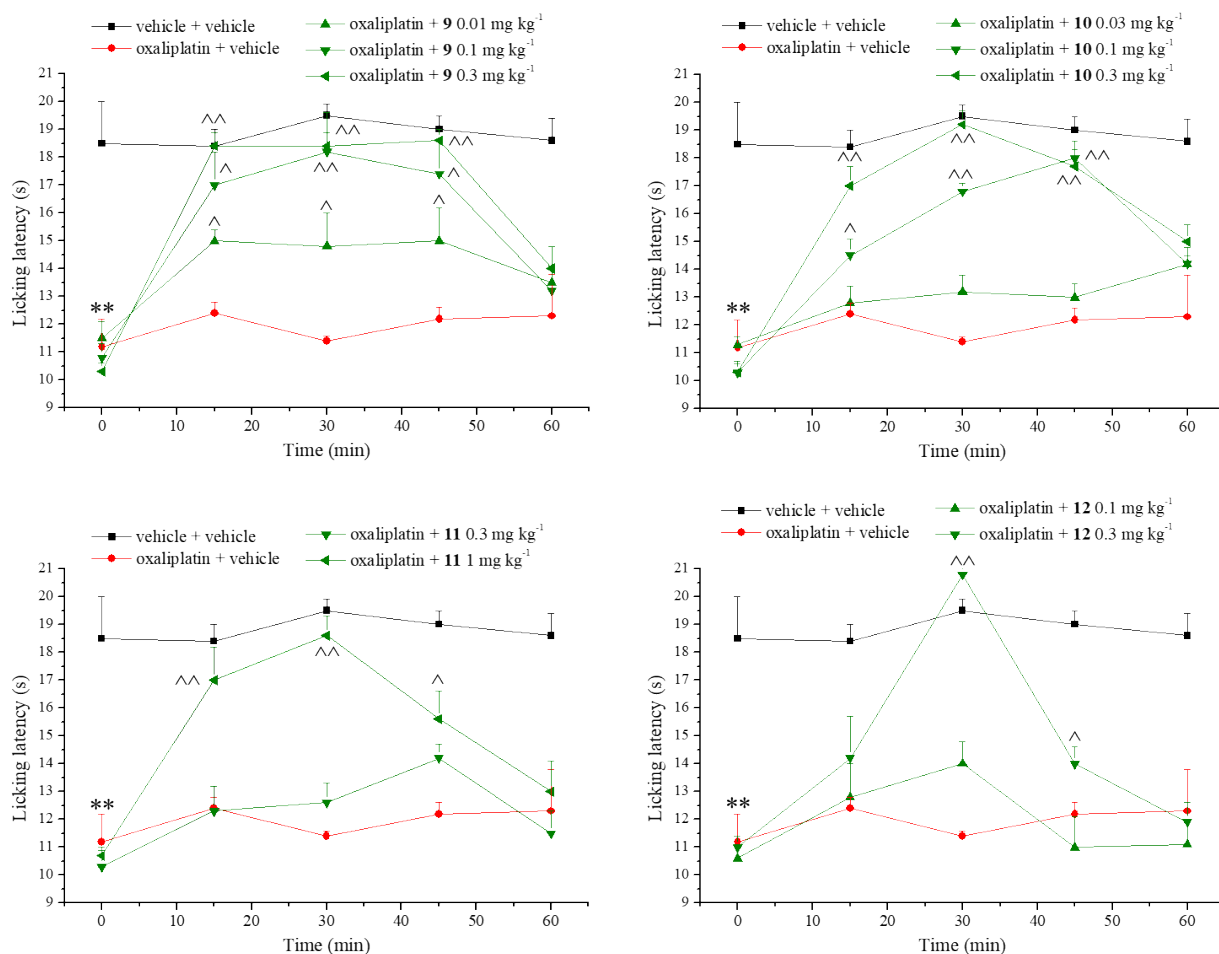 vehicle + vehicle
oxaliplatin + vehicle
oxaliplatin + 9 0.01 mg kg-1
oxaliplatin + 9 0.1 mg kg-1
oxaliplatin + 9 0.3 mg kg-1
21
20
19
18
17
16
15
14
13
12
11
10
9
Licking latency (s)
**
^^
^
^
^^
^^
^
^^
^
^
0 10 20 30 40 50 60
Time (min)
vehicle + vehicle
oxaliplatin + vehicle
oxaliplatin + 10 0.03 mg kg-1
oxaliplatin + 10 0.1 mg kg-1
oxaliplatin + 10 0.3 mg kg-1
21
20
19
18
17
16
15
14
13
12
11
10
9
Licking latency (s)
**
^^
^
^^
^^
^^
^^
0 10 20 30 40 50 60
Time (min)
vehicle + vehicle
oxaliplatin + vehicle
oxaliplatin + 11 0.3 mg kg-1
oxaliplatin + 11 1 mg kg-1
21
20
19
18
17
16
15
14
13
12
11
10
9
Licking latency (s)
**
^^
^^
^
0 10 20 30 40 50 60
Time (min)
vehicle + vehicle
oxaliplatin + vehicle
oxaliplatin + 12 0.1 mg kg-1
oxaliplatin + 12 0.3 mg kg-1
21
20
19
18
17
16
15
14
13
12
11
10
9
Licking latency (s)
**
^^
^
0 10 20 30 40 50 60
Time (min)